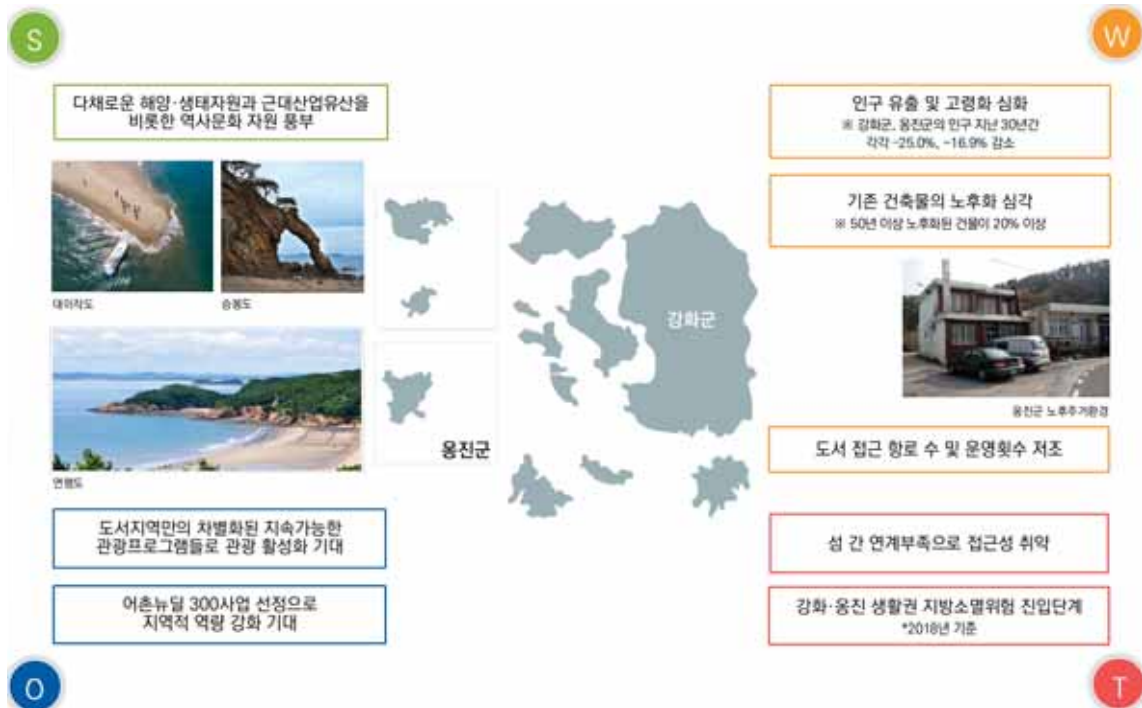 S
W
다채로운 해양·생태자원과 근대산업유산을
비롯한 역사문화 자원 풍부
인구 유출 및 고령화 심화
※ 강화군, 옹진군의 인구 지난 30년간
각각 -25.0%, -16.9% 감소
기존 건축물의 노후화 심각
※ 50년 이상 노후화된 건물이 20% 이상
대이작도
승봉도
강화군
옹진군 노후주거환경
옹진군
도서 접근 항로 수 및 운영횟수 저조
연평도
도서지역만의 차별화된 지속가능한
관광프로그램들로 관광 활성화 기대
섬 간 연계부족으로 접근성 취약
어촌뉴딜 300사업 선정으로
지역적 역량 강화 기대
강화·옹진 생활권 지방소멸위험 진입단계
*2018년 기준
O
T